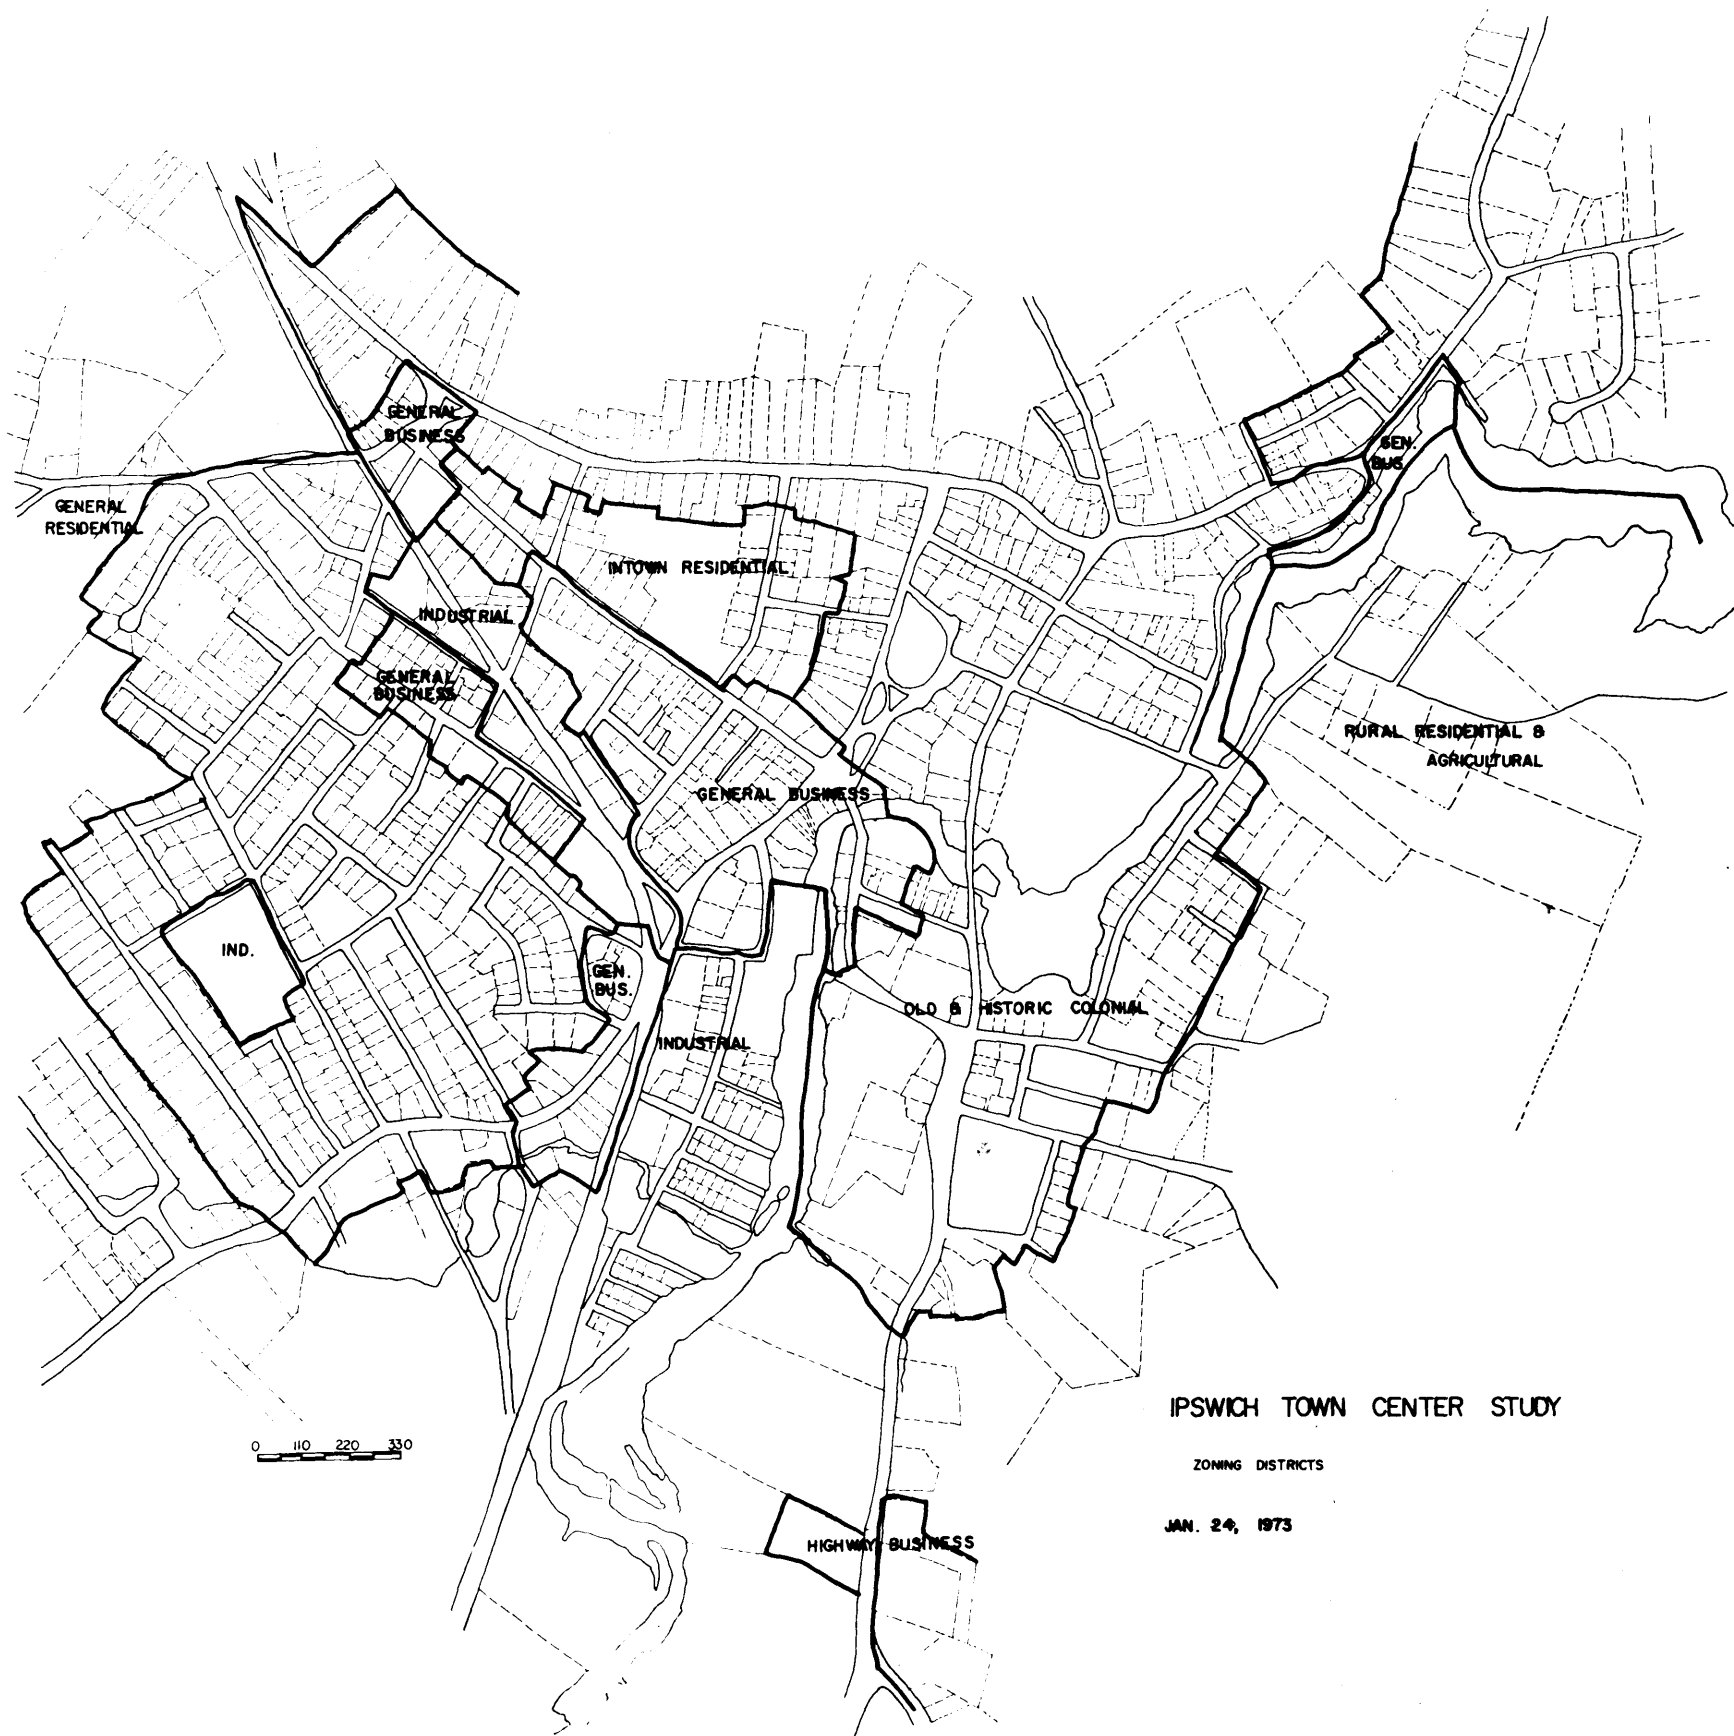 GENERAL
BUSINESS
GEN.
BUS.
GENERAL
RESIDENTIAL
INTOWN RESIDENTIAL
INDUSTRIAL
GENERAL
BUSINESS
RURAL RESIDENTIAL &
AGRICULTURAL
GENERAL BUSINESS
IND.
GEN.
BUS.
OLD & HISTORIC COLONIAL
INDUSTRIAL
IPSWICH TOWN CENTER STUDY
0 110 220 330
ZONING DISTRICTS
JAN. 24, 1973
HIGHWAY BUSINESS